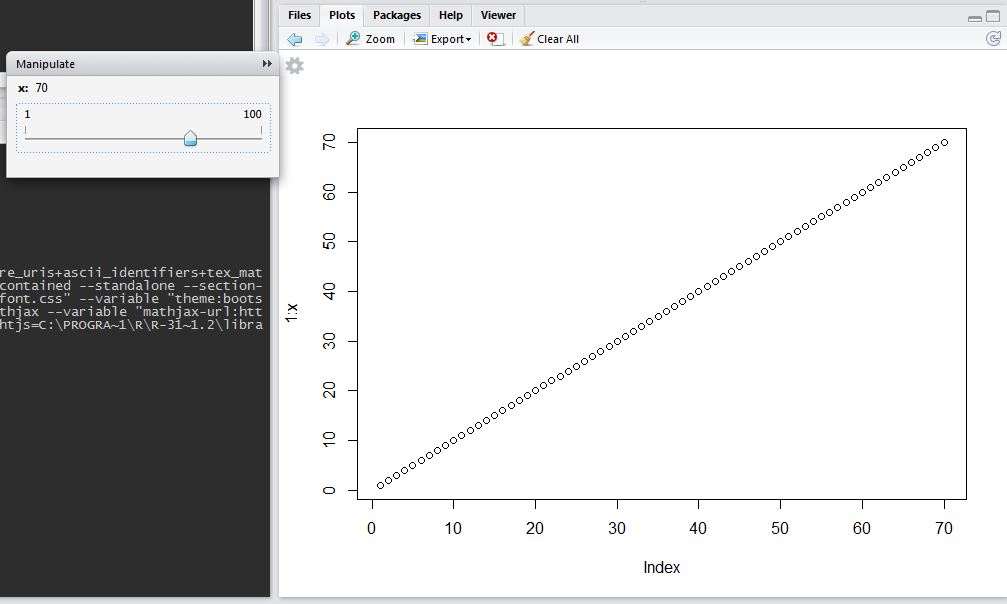 Files Plots Packages Help Viewer
Zoom Export Clear All
Manipulate
x: 70
1 100
re_uris+ascii_identifiers+tex_mat
contained --standalone --section-
font.css" --variable "theme:boots
thjax --variable "mathjax-url:htt
htjs=C:\PROGRA~1\R\R-31~1.2\libra
1:x
70
60
50
40
30
20
10
0
0 10 20 30 40 50 60 70
Index